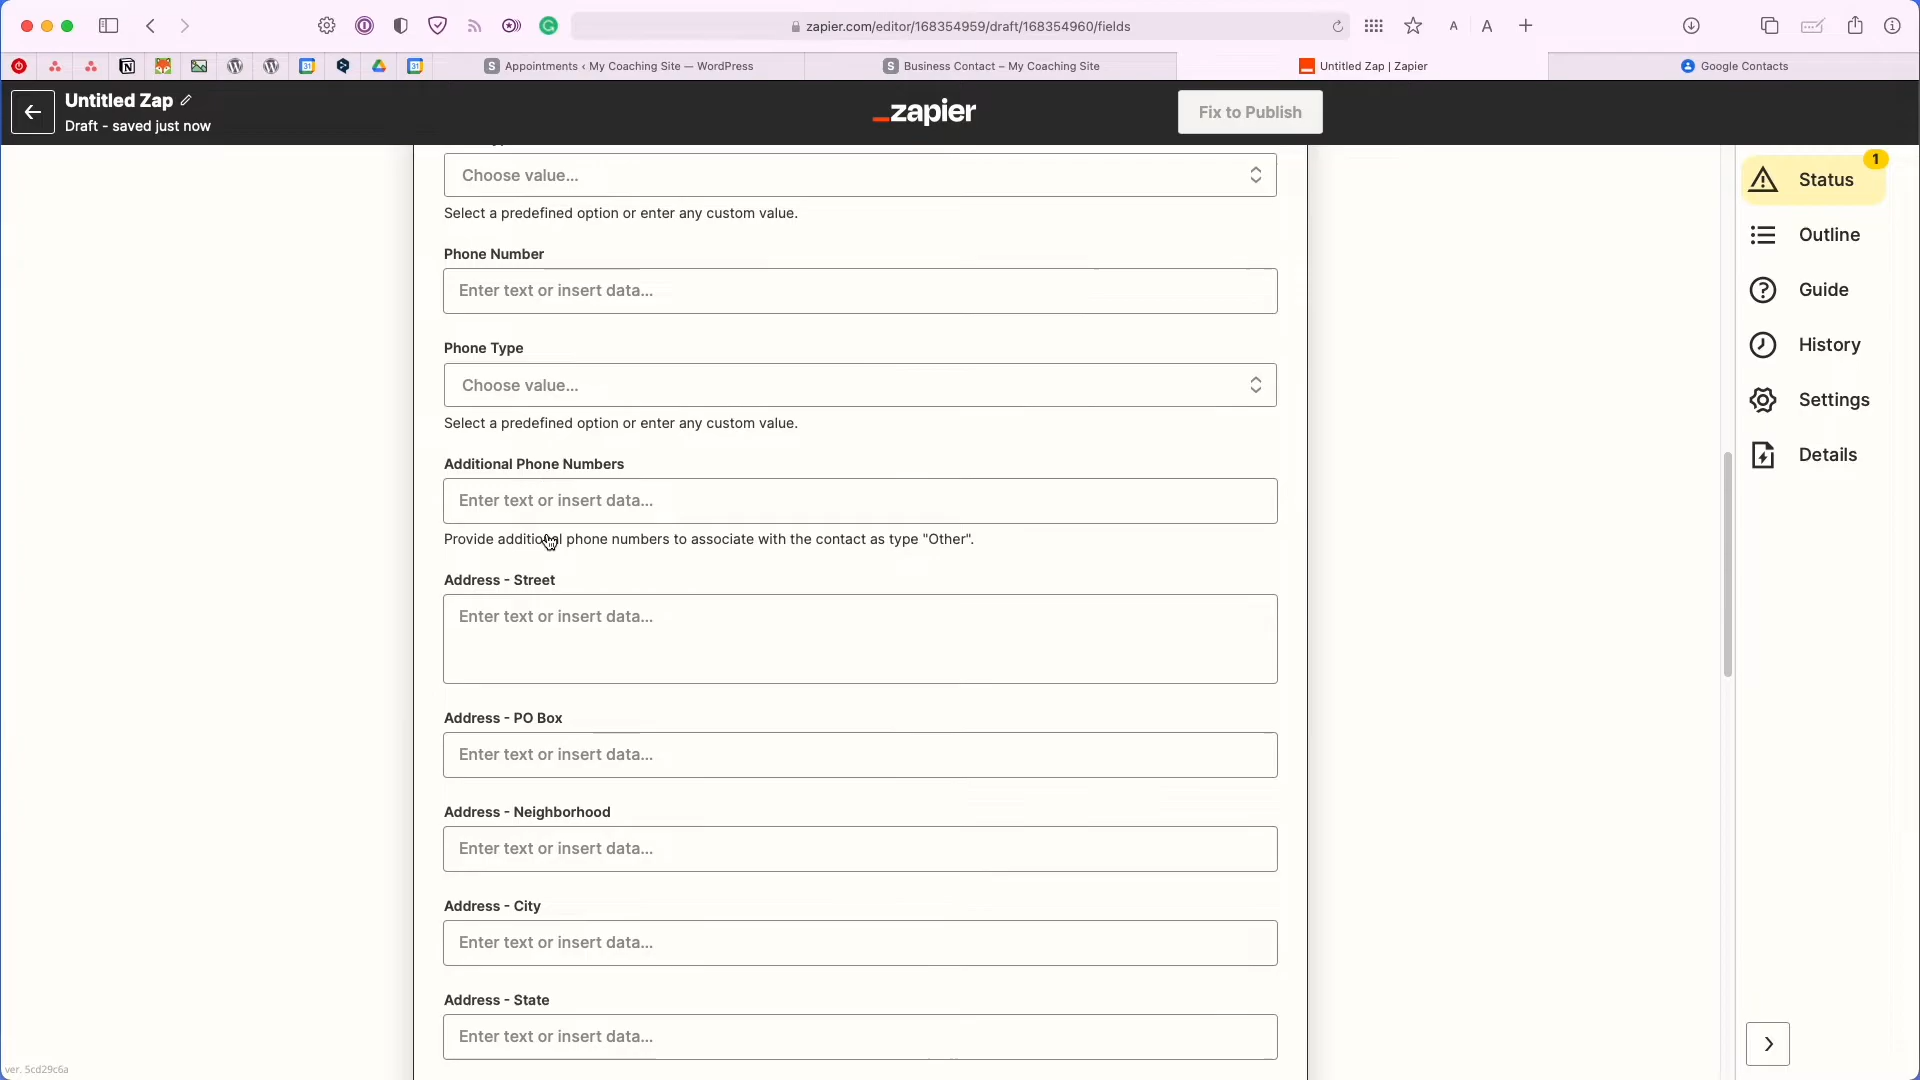 zapier.com/editor/168354959/draft/168354960/fields
A
A
Appointments ‹ My Coaching Site — WordPress
Business Contact – My Coaching Site
Untitled Zap | Zapier
Google Contacts
Untitled Zap
Draft - saved just now
zapier
Fix to Publish
1
Status
Outline
Guide
History
Settings
Details
Choose value...
Select a predefined option or enter any custom value.
Phone Number
Enter text or insert data...
Phone Type
Choose value...
Select a predefined option or enter any custom value.
Additional Phone Numbers
Enter text or insert data...
Provide additional phone numbers to associate with the contact as type "Other".
Address - Street
Enter text or insert data...
Address - PO Box
Enter text or insert data...
Address - Neighborhood
Enter text or insert data...
Address - City
Enter text or insert data...
Address - State
Enter text or insert data...
ver. 5cd29c6a